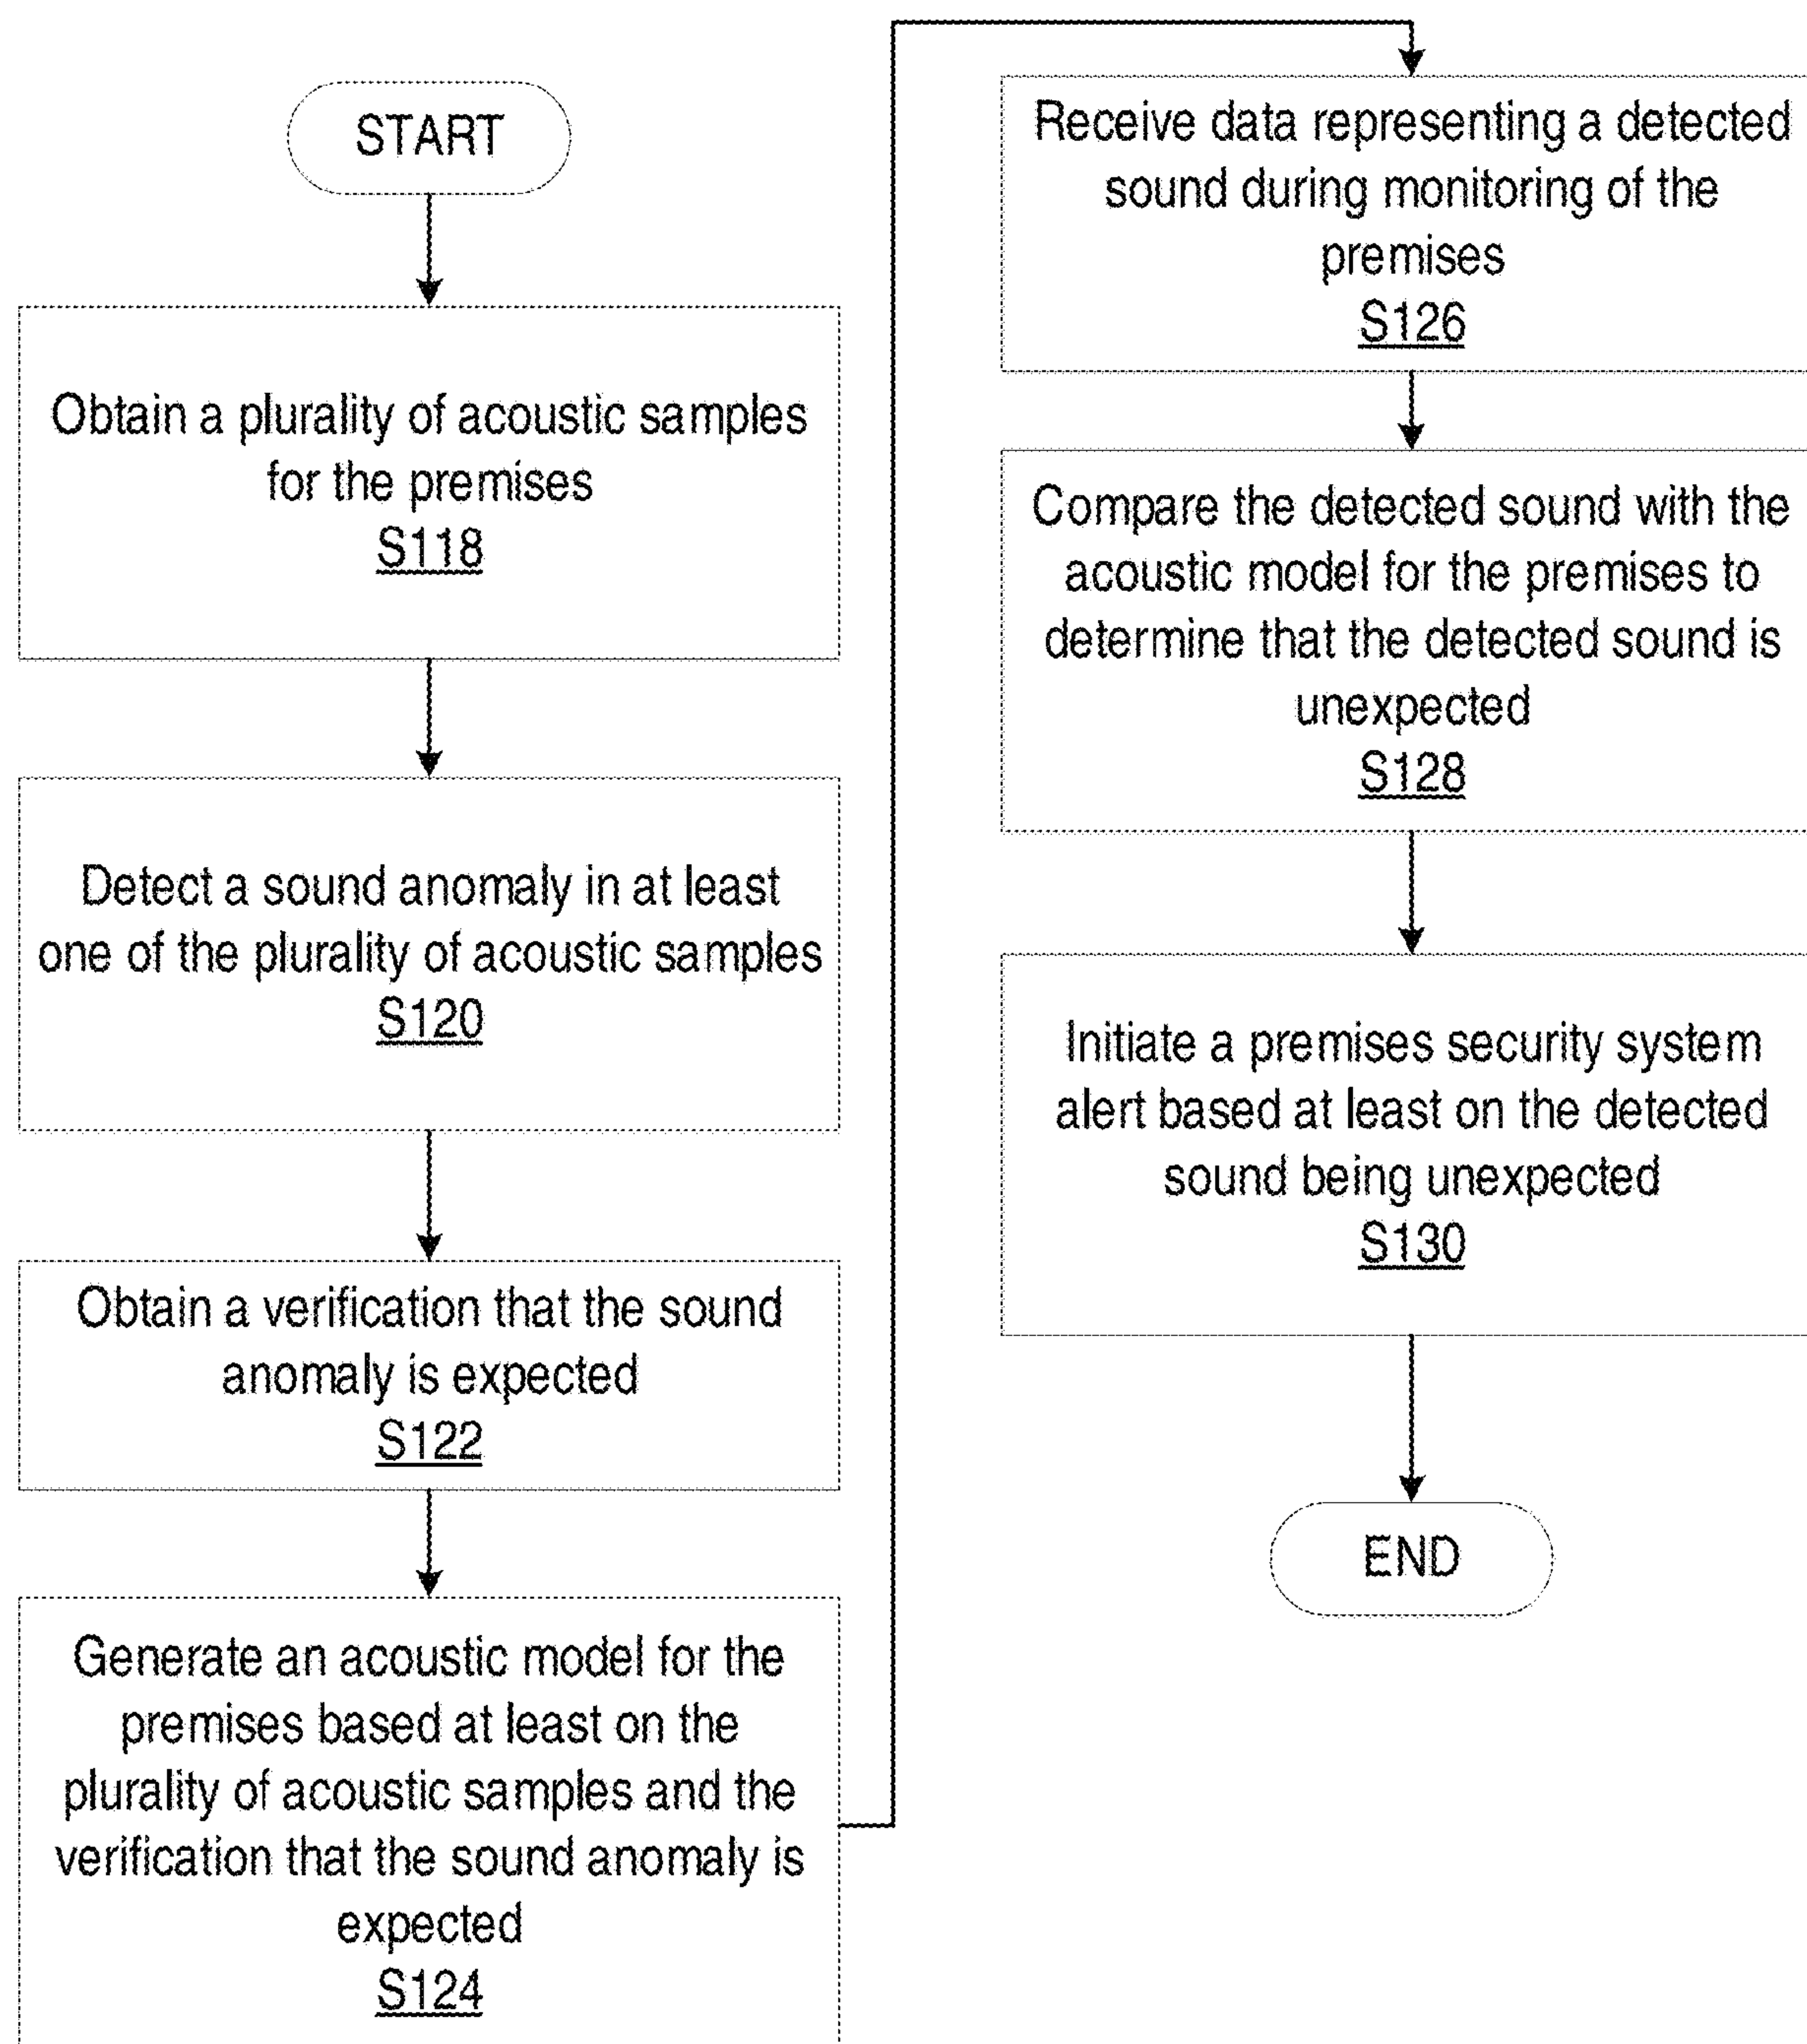 START
Obtain a plurality of acoustic samples
for the premises
S118
Detect a sound anomaly in at least
one of the plurality of acoustic samples
S120
Obtain a verification that the sound
anomaly is expected
S122
Generate an acoustic model for the
premises based at least on the
plurality of acoustic samples and the
verification that the sound anomaly is
expected
S124
Receive data representing a detected
sound during monitoring of the
premises
S126
Compare the detected sound with the
acoustic model for the premises to
determine that the detected sound is
unexpected
S128
Initiate a premises security system
alert based at least on the detected
sound being unexpected
S130
END